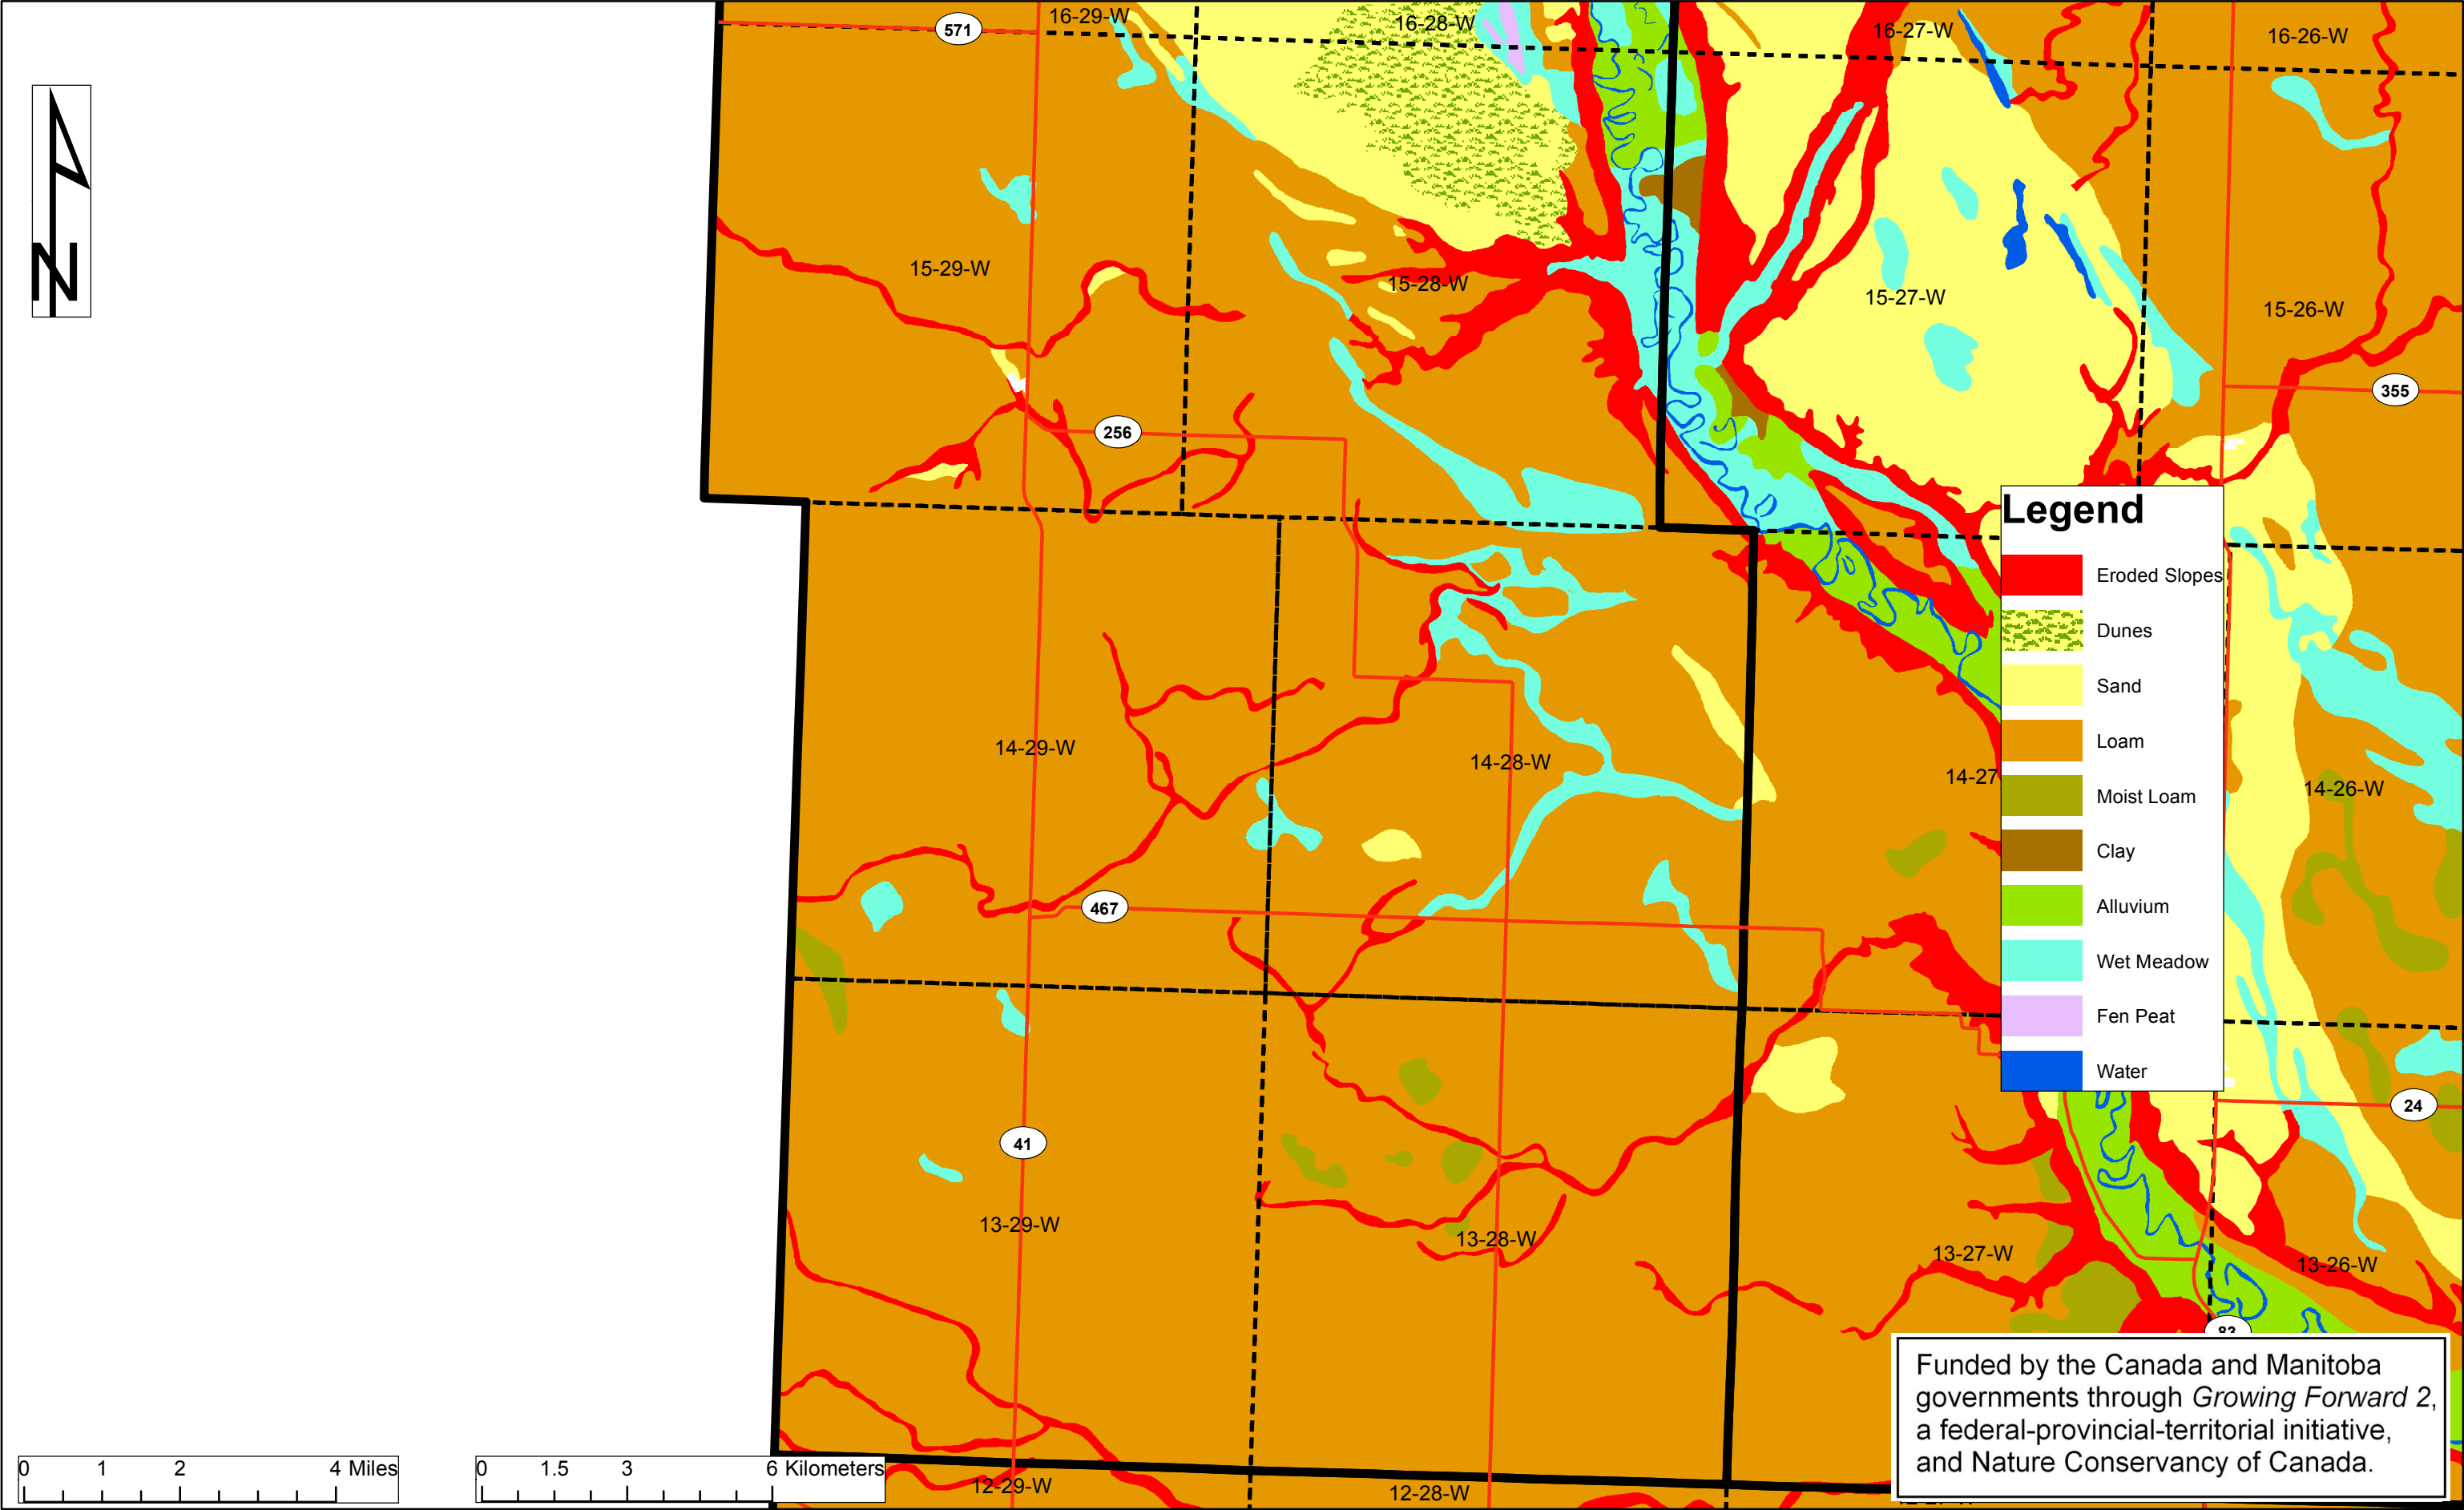 16-29-W
571
16-28-W
16-27-W
16-26-W
N
15-29-W
15-28-W
15-27-W
15-26-W
355
256
Legend
Eroded Slopes
Dunes
Sand
Loam
Moist Loam
Clay
Alluvium
Wet Meadow
Fen Peat
Water
14-29-W
14-28-W
14-27
14-26-W
467
24
41
13-29-W
13-28-W
13-27-W
13-26-W
83
Funded by the Canada and Manitoba
governments through Growing Forward 2,
a federal-provincial-territorial initiative,
and Nature Conservancy of Canada.
0 1 2 4 Miles
0 1.5 3 6 Kilometers
12-29-W
12-28-W